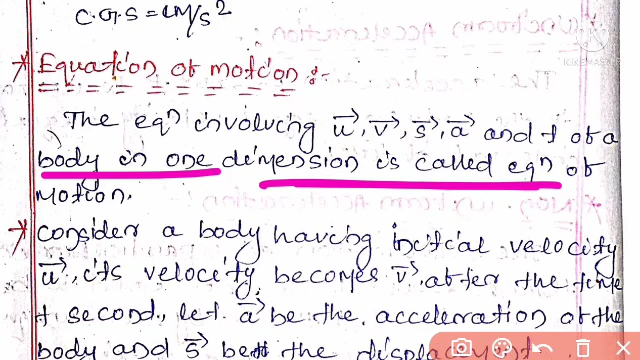 C.G.S = CM/S²
* Equation of motion :-
The eqⁿ involving u⃗, v⃗, s⃗, a⃗ and t of a
body in one dimension is called eqⁿ of
motion.
* Consider a body having initial velocity
u⃗, its velocity becomes v⃗, after the time
t second, let a⃗ be the acceleration of the
body and s⃗ be the displacement